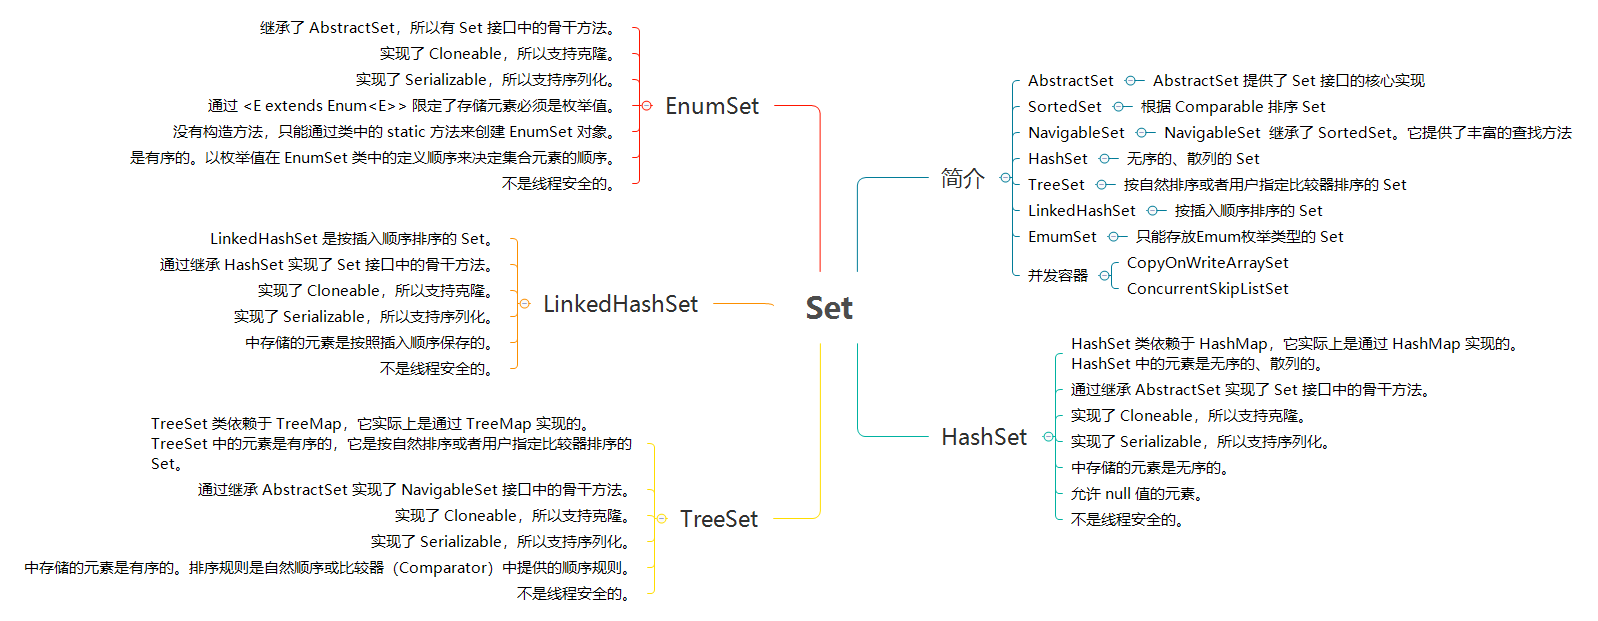 Set
简介
AbstractSet
AbstractSet 提供了 Set 接口的核心实现
SortedSet
根据 Comparable 排序 Set
NavigableSet
NavigableSet 继承了 SortedSet。它提供了丰富的查找方法
HashSet
无序的、散列的 Set
TreeSet
按自然排序或者用户指定比较器排序的 Set
LinkedHashSet
按插入顺序排序的 Set
EmumSet
只能存放Emum枚举类型的 Set
并发容器
CopyOnWriteArraySet
ConcurrentSkipListSet
HashSet
HashSet 类依赖于 HashMap，它实际上是通过 HashMap 实现的。
HashSet 中的元素是无序的、散列的。
通过继承 AbstractSet 实现了 Set 接口中的骨干方法。
实现了 Cloneable，所以支持克隆。
实现了 Serializable，所以支持序列化。
中存储的元素是无序的。
允许 null 值的元素。
不是线程安全的。
EnumSet
继承了 AbstractSet，所以有 Set 接口中的骨干方法。
实现了 Cloneable，所以支持克隆。
实现了 Serializable，所以支持序列化。
通过 <E extends Enum<E>> 限定了存储元素必须是枚举值。
没有构造方法，只能通过类中的 static 方法来创建 EnumSet 对象。
是有序的。以枚举值在 EnumSet 类中的定义顺序来决定集合元素的顺序。
不是线程安全的。
LinkedHashSet
LinkedHashSet 是按插入顺序排序的 Set。
通过继承 HashSet 实现了 Set 接口中的骨干方法。
实现了 Cloneable，所以支持克隆。
实现了 Serializable，所以支持序列化。
中存储的元素是按照插入顺序保存的。
不是线程安全的。
TreeSet
TreeSet 类依赖于 TreeMap，它实际上是通过 TreeMap 实现的。
TreeSet 中的元素是有序的，它是按自然排序或者用户指定比较器排序的
Set。
通过继承 AbstractSet 实现了 NavigableSet 接口中的骨干方法。
实现了 Cloneable，所以支持克隆。
实现了 Serializable，所以支持序列化。
中存储的元素是有序的。排序规则是自然顺序或比较器（Comparator）中提供的顺序规则。
不是线程安全的。